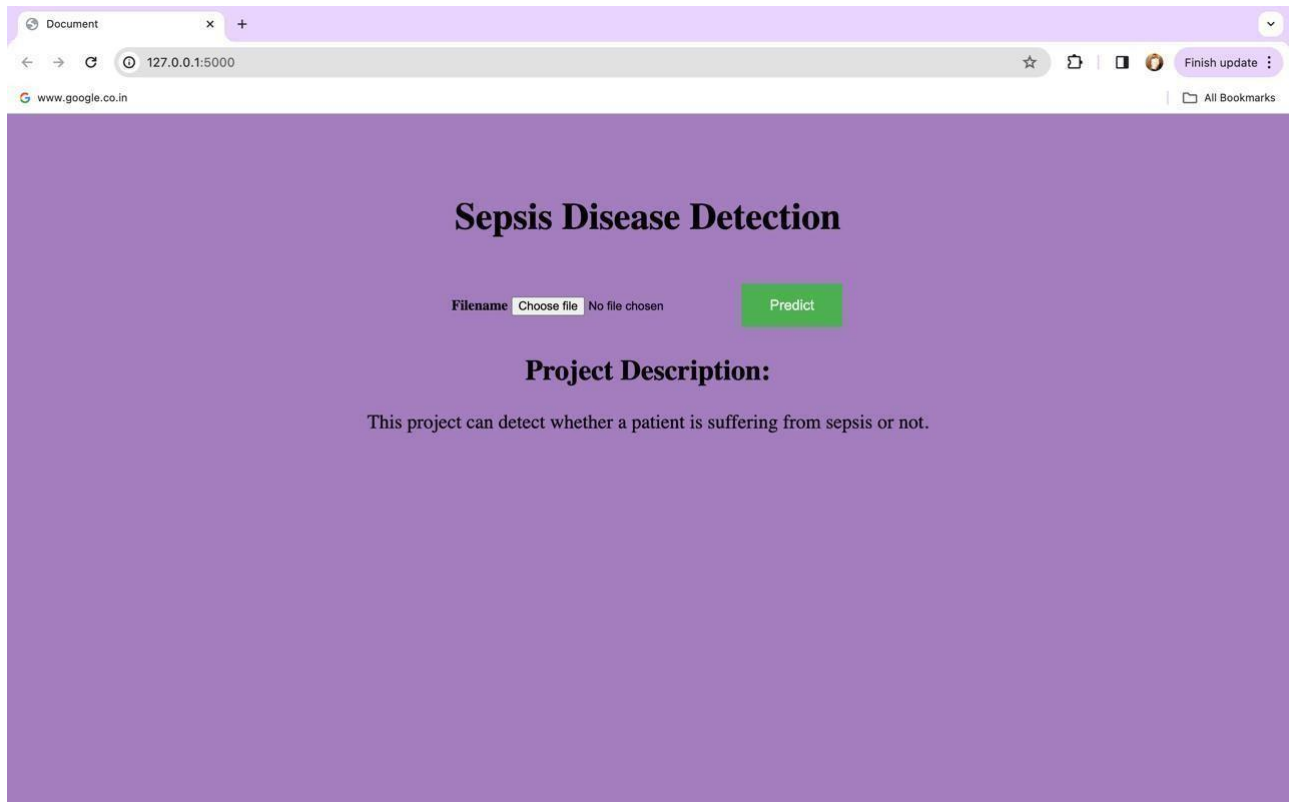 Document
127.0.0.1:5000
Finish update
www.google.co.in
All Bookmarks
Sepsis Disease Detection
Filename Choose file No file chosen Predict
Project Description:
This project can detect whether a patient is suffering from sepsis or not.